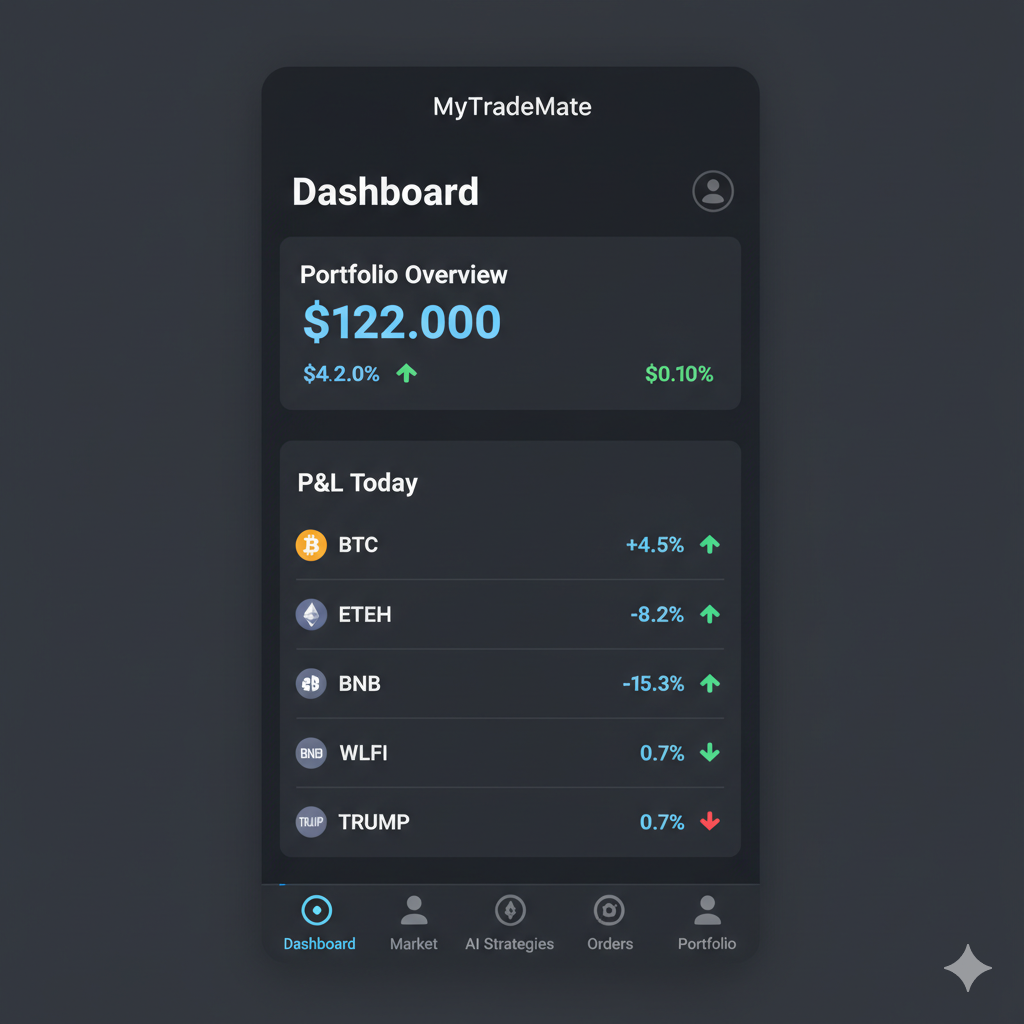 MyTradeMate
Dashboard
Portfolio Overview
$122.000
$4.2.0% $0.10%
P&L Today
BTC +4.5%
ETEH -8.2%
BNB -15.3%
BNB WLFI 0.7%
TRUMP 0.7%
Dashboard Market AI Strategies Orders Portfolio